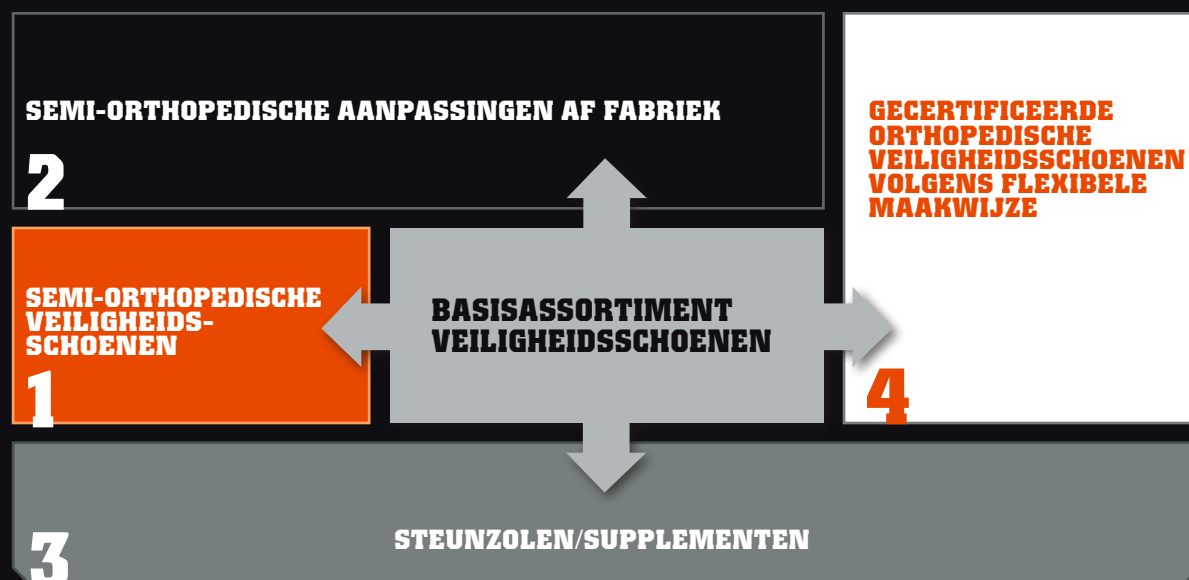 SEMI-ORTHOPEDISCHE AANPASSINGEN AF FABRIEK
2
GECERTIFICEERDE
ORTHOPEDISCHE
VEILIGHEIDSSCHOENEN
VOLGENS FLEXIBELE
MAAKWIJZE
4
SEMI-ORTHOPEDISCHE
VEILIGHEIDS-
SCHOENEN
1
BASISASSORTIMENT
VEILIGHEIDSSCHOENEN
STEUNZOLEN/SUPPLEMENTEN
3